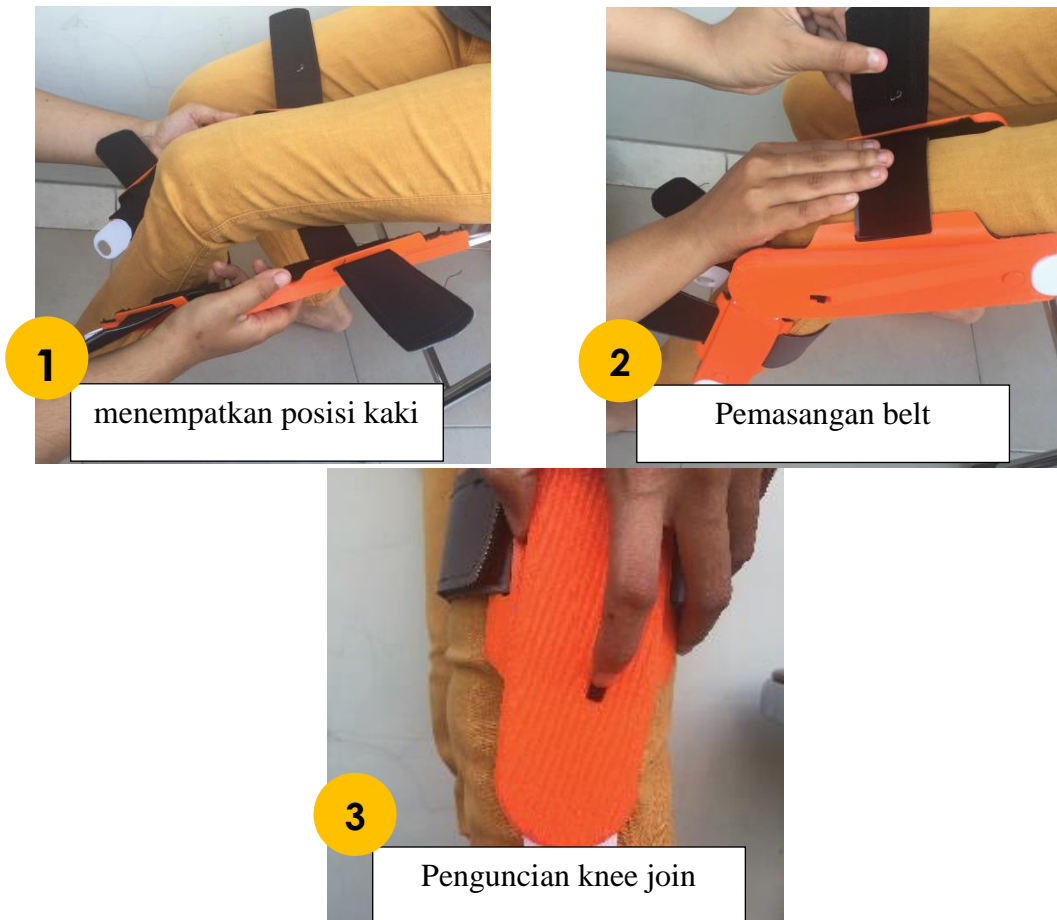 1
menempatkan posisi kaki
2
Pemasangan belt
3
Penguncian knee join